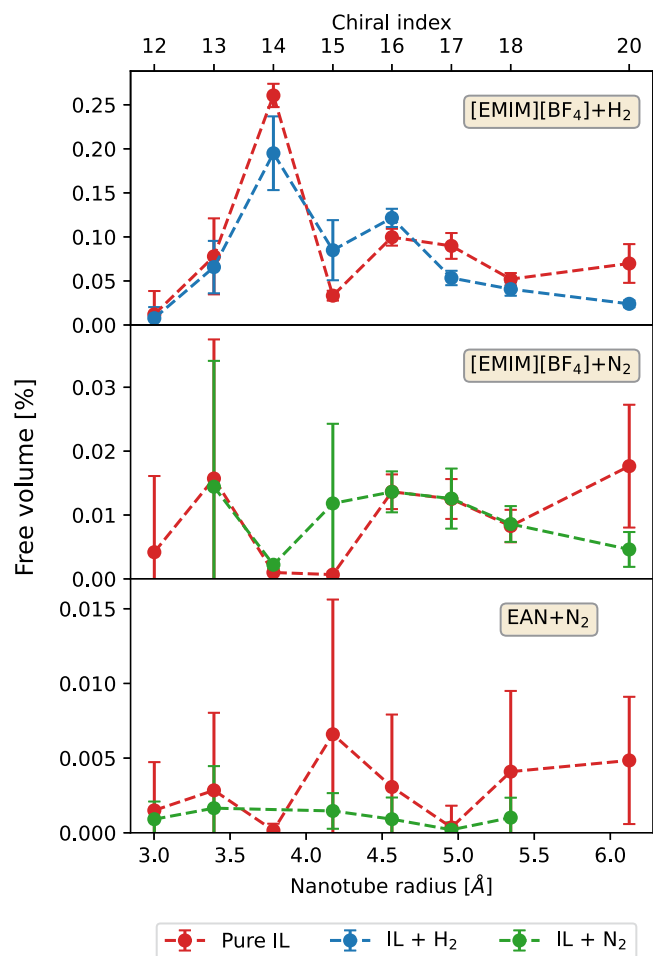 Chiral index
12 13 14 15 16 17 18 20
[EMIM][BF₄]+H₂
0.25
0.20
0.15
0.10
0.05
0.00
[EMIM][BF₄]+N₂
0.03
0.02
0.01
0.00
Free volume [%]
EAN+N₂
0.015
0.010
0.005
0.000
3.0 3.5 4.0 4.5 5.0 5.5 6.0
Nanotube radius [Å]
Pure IL IL + H₂ IL + N₂